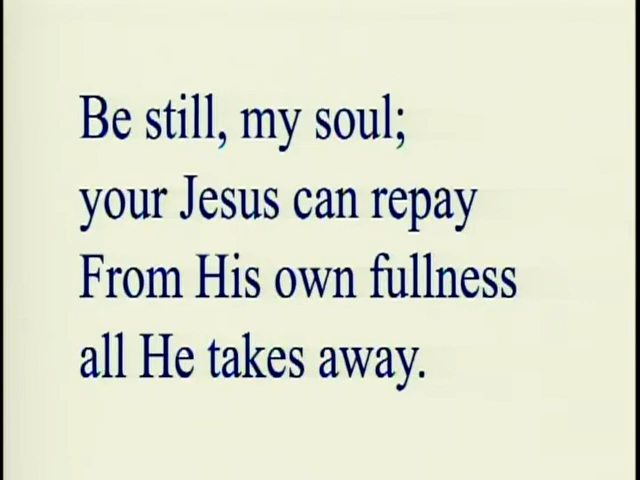 Be still, my soul;
your Jesus can repay
From His own fullness
all He takes away.